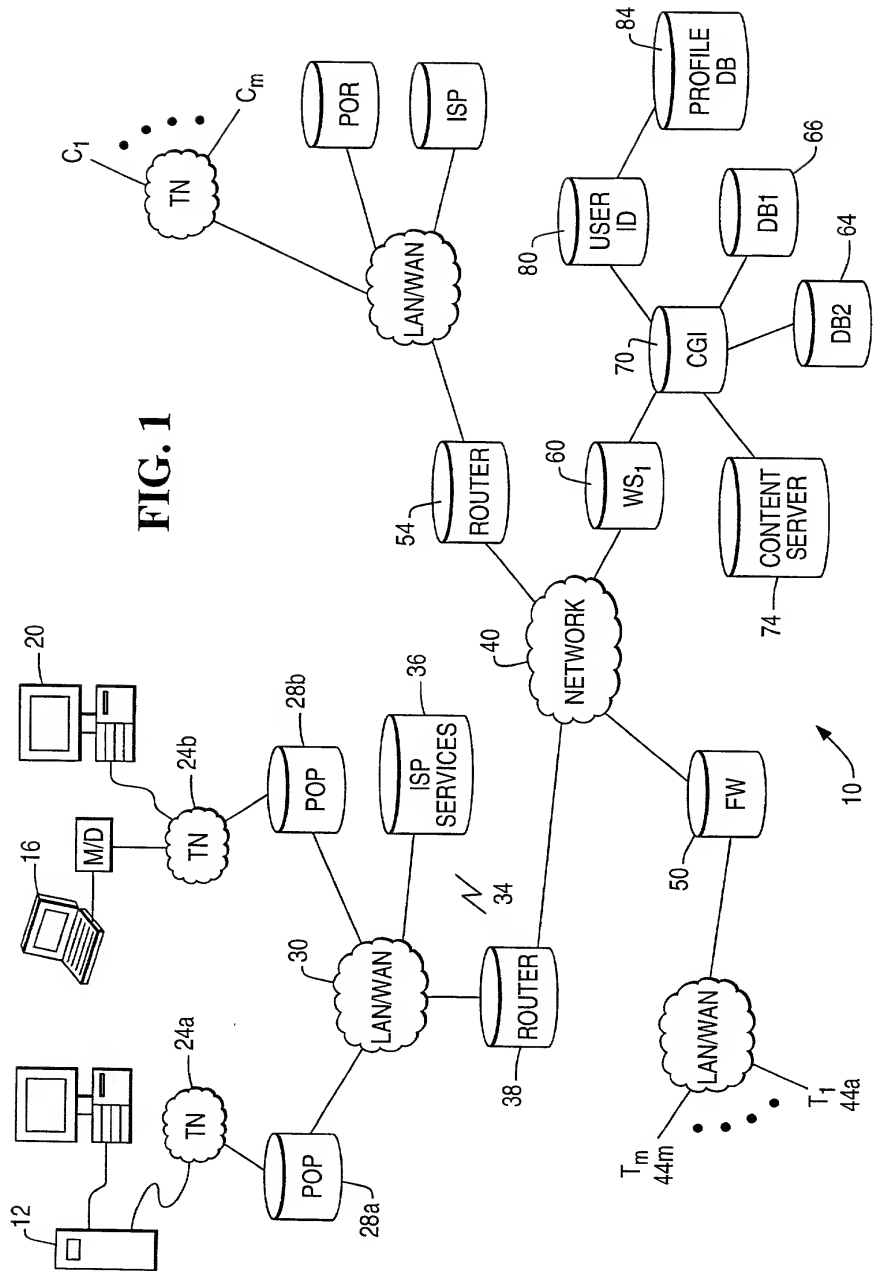 FIG. 1
12
24a
TN
POP
28a
16
M/D
20
24b
TN
28b
POP
30
LAN/WAN
36
ISP
SERVICES
34
ROUTER
38
40
NETWORK
54
ROUTER
LAN/WAN
TN
C1
Cm
POR
ISP
60
WS1
70
CGI
80
USER
ID
84
PROFILE
DB
66
DB1
64
DB2
CONTENT
SERVER
74
10
50
FW
LAN/WAN
Tm
44m
T1
44a